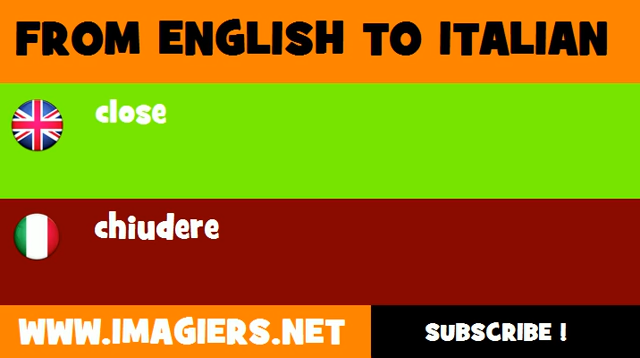 FROM ENGLISH TO ITALIAN
close
chiudere
WWW.IMAGIERS.NET
SUBSCRIBE !